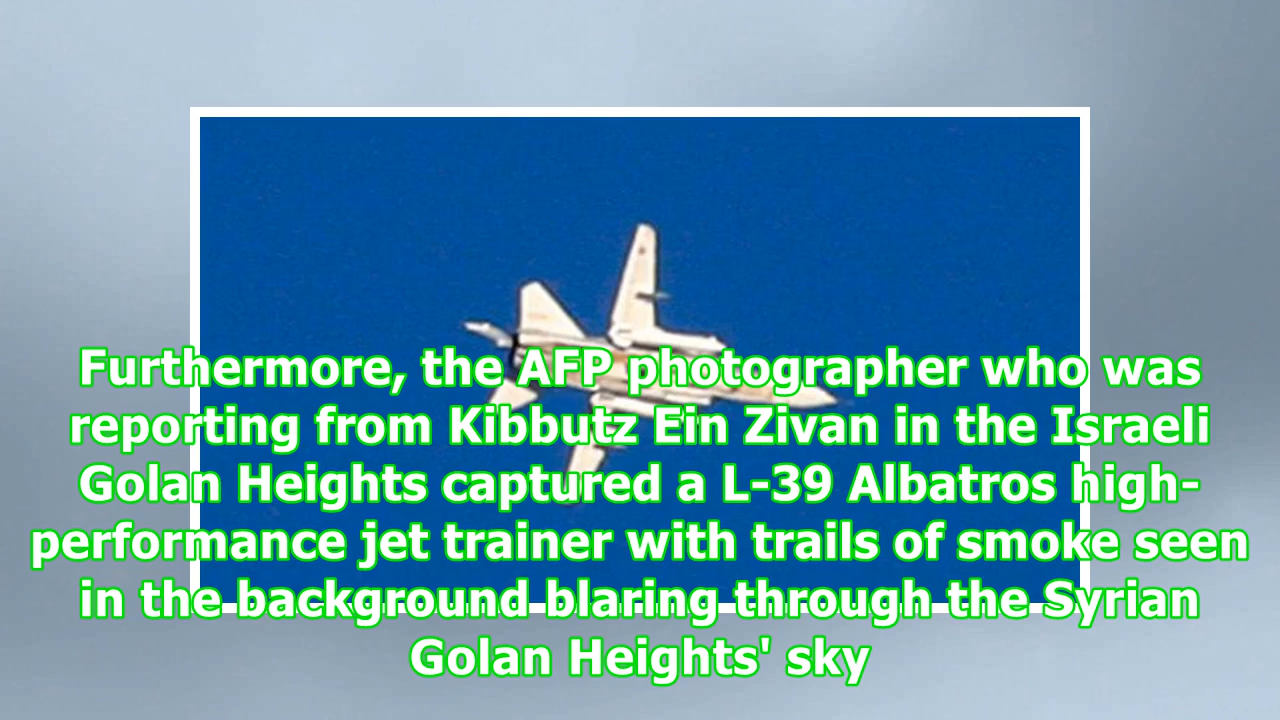 Furthermore, the AFP photographer who was
reporting from Kibbutz Ein Zivan in the Israeli
Golan Heights captured a L-39 Albatros high-
performance jet trainer with trails of smoke seen
in the background blaring through the Syrian
Golan Heights' sky